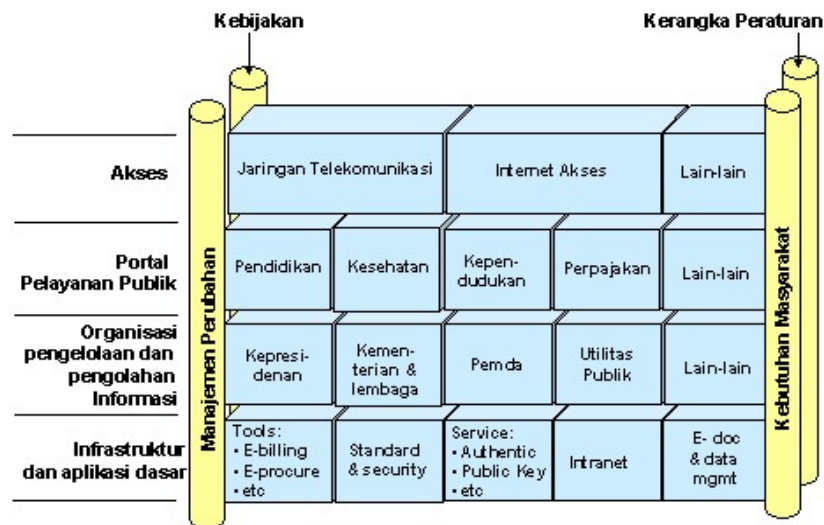 Kebijakan
Kerangka Peraturan
Manajemen Perubahan
Kebutuhan Masyarakat
Akses
Jaringan Telekomunikasi
Internet Akses
Lain-lain
Portal
Pelayanan Publik
Pendidikan
Kesehatan
Kepen-
dudukan
Perpajakan
Lain-lain
Organisasi
pengelolaan dan
pengolahan
Informasi
Kepresi-
denan
Kemen-
terian &
lembaga
Pemda
Utilitas
Publik
Lain-lain
Infrastruktur
dan aplikasi dasar
Tools:
• E-billing
• E-procure
• etc
Standard
& security
Service:
• Authentic
• Public Key
• etc
Intranet
E- doc
& data
mgmt